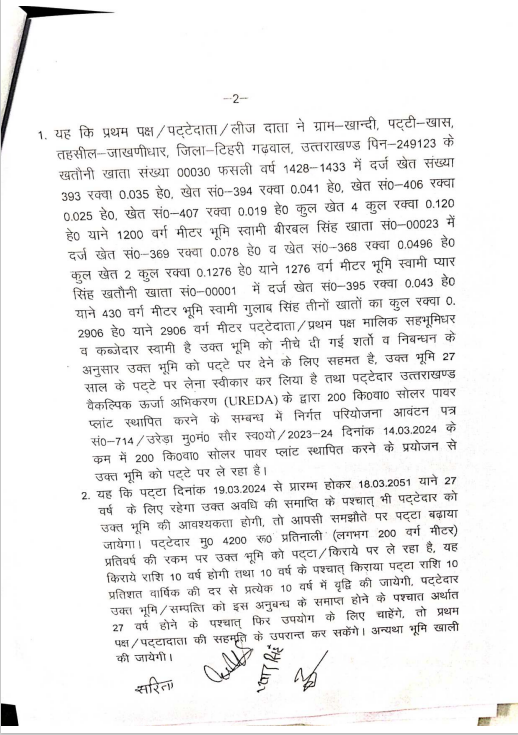 –2–
1. यह कि प्रथम पक्ष/पट्टेदाता/लीज दाता ने ग्राम–खान्दी, पट्टी–खास,
तहसील–जाखणीधार, जिला–टिहरी गढ़वाल, उत्तराखण्ड पिन–249123 के
खतौनी खाता संख्या 00030 फसली वर्ष 1428–1433 में दर्ज खेत संख्या
393 रक्वा 0.035 हे0, खेत सं0–394 रक्वा 0.041 हे0, खेत सं0–406 रक्वा
0.025 हे0, खेत सं0–407 रक्वा 0.019 हे0 कुल खेत 4 कुल रक्वा 0.120
हे0 याने 1200 वर्ग मीटर भूमि स्वामी बीरबल सिंह खाता सं0–00023 में
दर्ज खेत सं0–369 रक्वा 0.078 हे0 व खेत सं0–368 रक्वा 0.0496 हे0
कुल खेत 2 कुल रक्वा 0.1276 हे0 याने 1276 वर्ग मीटर भूमि स्वामी प्यार
सिंह खतौनी खाता सं0–00001 में दर्ज खेत सं0–395 रक्वा 0.043 हे0
याने 430 वर्ग मीटर भूमि स्वामी गुलाब सिंह तीनों खातों का कुल रक्वा 0.
2906 हे0 याने 2906 वर्ग मीटर पट्टेदाता/प्रथम पक्ष मालिक सहभूमिधर
व कब्जेदार स्वामी है उक्त भूमि को नीचे दी गई शर्तो व निबन्धन के
अनुसार उक्त भूमि को पट्टे पर देने के लिए सहमत है, उक्त भूमि 27
साल के पट्टे पर लेना स्वीकार कर लिया है तथा पट्टेदार उत्तराखण्ड
वैकल्पिक ऊर्जा अभिकरण (UREDA) के द्वारा 200 कि0वा0 सोलर पावर
प्लांट स्थापित करने के सम्बन्ध में निर्गत परियोजना आवंटन पत्र
सं0–714/उरेड़ा मु0मं0 सौर स्व0यो/2023–24 दिनांक 14.03.2024 के
कम में 200 कि0वा0 सोलर पावर प्लांट स्थापित करने के प्रयोजन से
उक्त भूमि को पट्टे पर ले रहा है।
2. यह कि पट्टा दिनांक 19.03.2024 से प्रारम्भ होकर 18.03.2051 याने 27
वर्ष के लिए रहेगा उक्त अवधि की समाप्ति के पश्चात् भी पट्टेदार को
उक्त भूमि की आवश्यकता होगी, तो आपसी समझौते पर पट्टा बढ़ाया
जायेगा। पट्टेदार मु0 4200 रू0 प्रतिनाली (लगभग 200 वर्ग मीटर)
प्रतिवर्ष की रकम पर उक्त भूमि को पट्टा/किराये पर ले रहा है, यह
किराये राशि 10 वर्ष होगी तथा 10 वर्ष के पश्चात् किराया पट्टा राशि 10
प्रतिशत वार्षिक की दर से प्रत्येक 10 वर्ष में वृद्वि की जायेगी, पट्टेदार
उक्त भूमि/सम्पत्ति को इस अनुबन्ध के समाप्त होने के पश्चात अर्थात
27 वर्ष होने के पश्चात् फिर उपयोग के लिए चाहेंगे, तो प्रथम
पक्ष/पट्टादाता की सहमति के उपरान्त कर सकेंगे। अन्यथा भूमि खाली
की जायेगी।
सरिता
प्यार सिंह